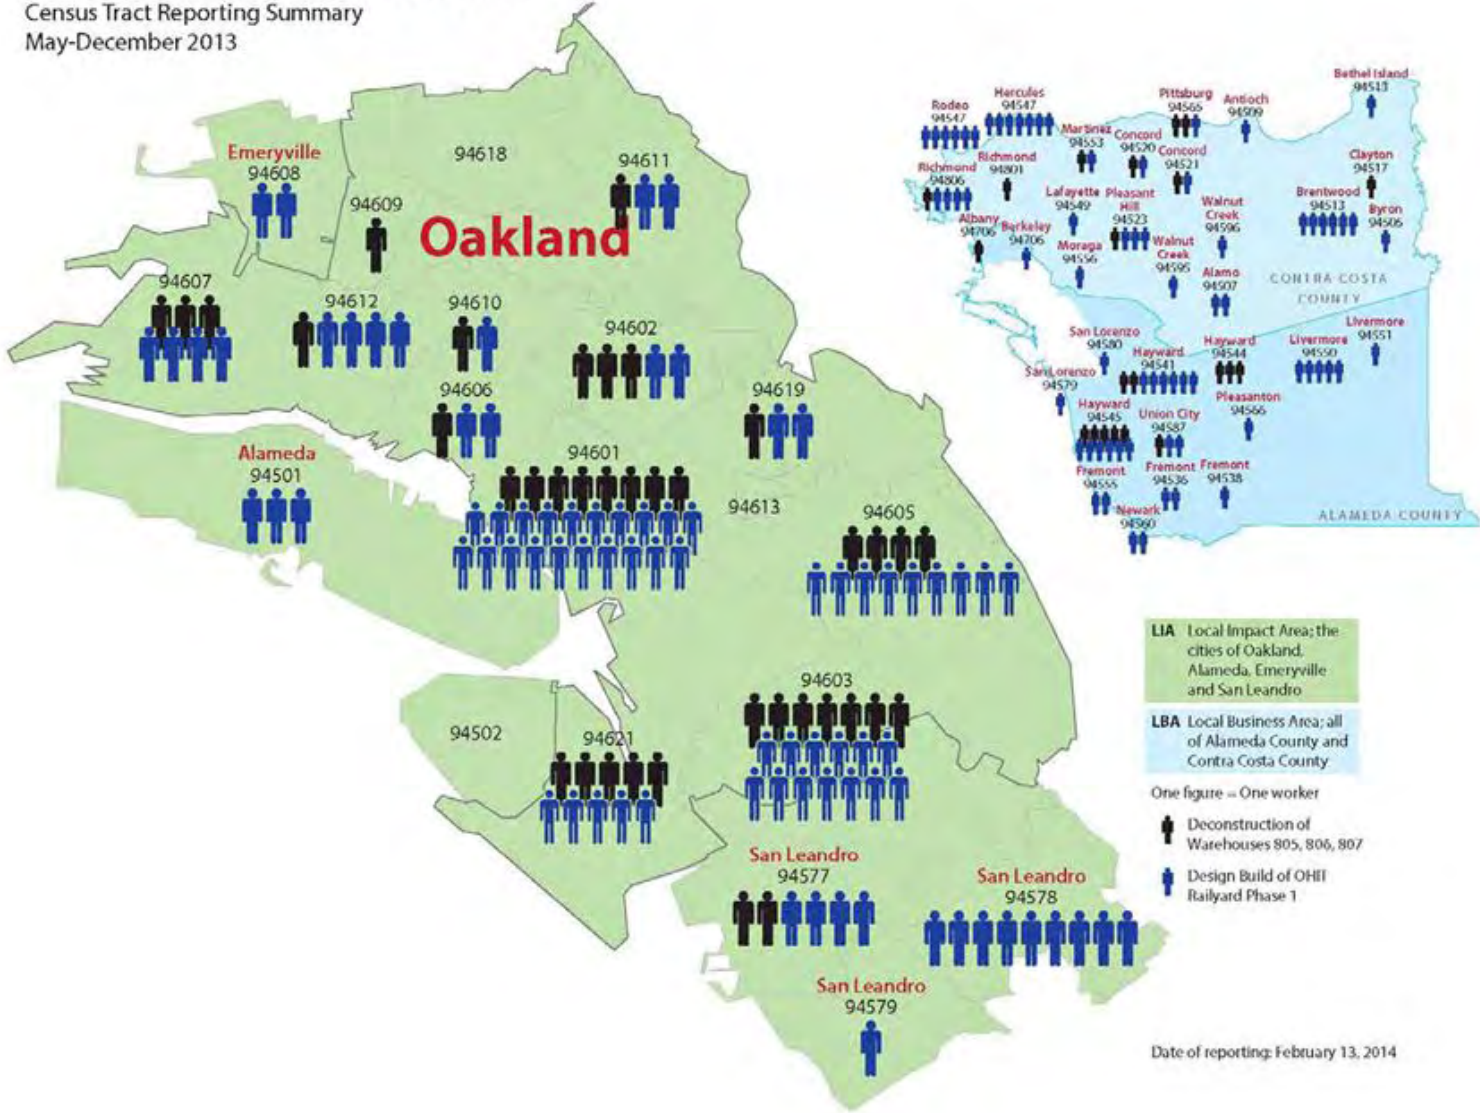 Census Tract Reporting Summary
May-December 2013
Emeryville
94608
94618
94611
94609
Oakland
94607
94612
94610
94602
94606
94619
Alameda
94501
94601
94613
94605
94603
94502
94621
San Leandro
94577
San Leandro
94578
San Leandro
94579
Rodeo
94547
Hercules
94547
Pittsburg
94565
Antioch
94509
Bethel Island
94513
Martinez
94553
Concord
94520
Concord
94521
Clayton
94517
Richmond
94806
Richmond
94801
Lafayette
94549
Pleasant
Hill
94523
Walnut
Creek
94596
Brentwood
94513
Byron
94505
Albany
94706
Berkeley
94706
Moraga
94556
Walnut
Creek
94595
Alamo
94507
CONTRA COSTA
COUNTY
San Lorenzo
94580
Hayward
94541
Hayward
94544
Livermore
94550
Livermore
94551
San Lorenzo
94579
Hayward
94545
Union City
94587
Pleasanton
94566
Fremont
94555
Fremont
94536
Fremont
94538
Newark
94560
ALAMEDA COUNTY
LIA Local Impact Area; the
cities of Oakland,
Alameda, Emeryville
and San Leandro
LBA Local Business Area; all
of Alameda County and
Contra Costa County
One figure = One worker
Deconstruction of
Warehouses 805, 806, 807
Design Build of OHIT
Railyard Phase 1
Date of reporting: February 13, 2014